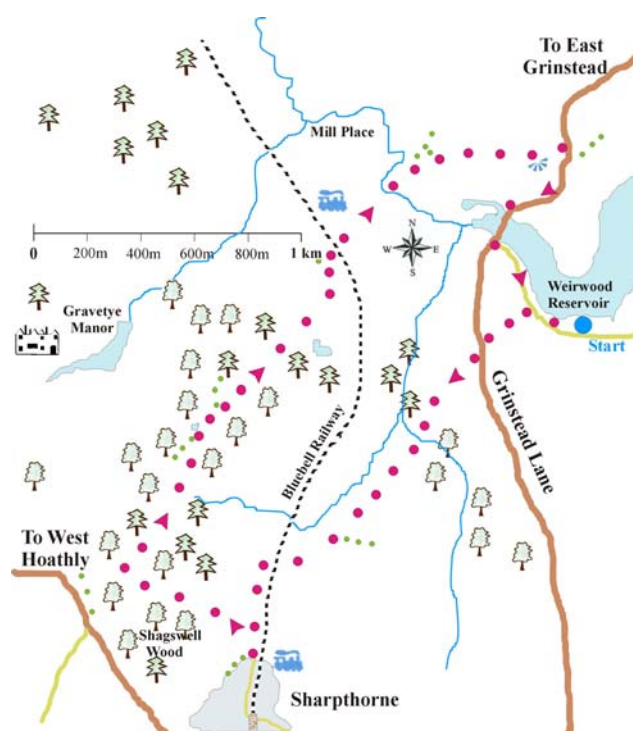 To East
Grinstead
Mill Place
N
W E
S
0 200m 400m 600m 800m 1 km
Weirwood
Reservoir
Gravetye
Manor
Start
Grinstead Lane
Bluebell Railway
To West
Hoathly
Shagswell
Wood
Sharpthorne